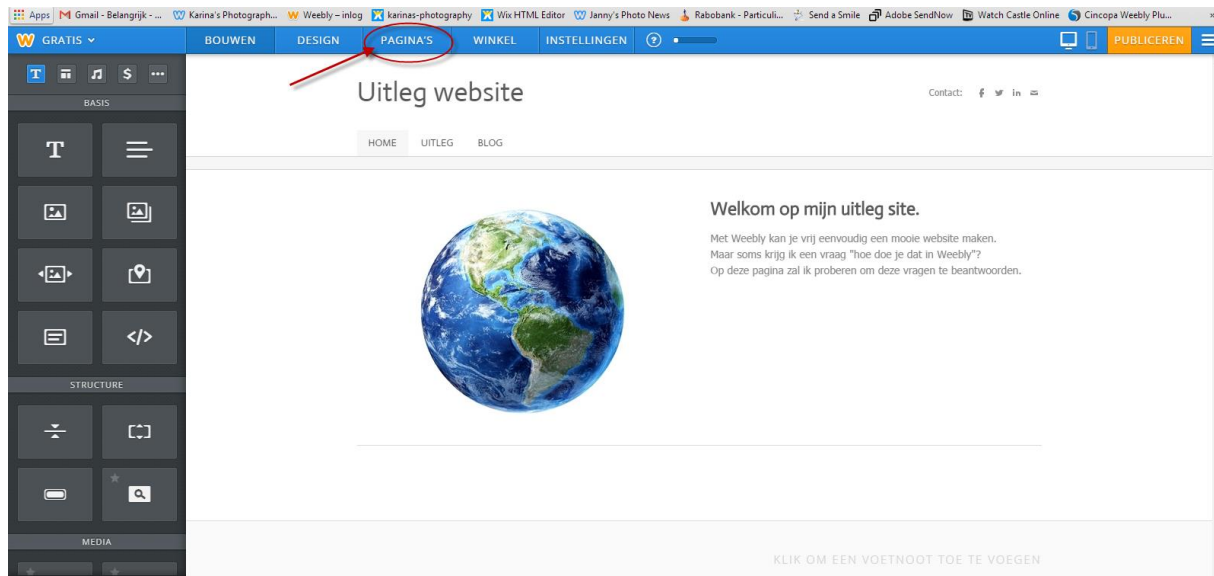 Apps Gmail - Belangrijk - ... Karina's Photograph... Weebly – inlog karinas-photography Wix HTML Editor Janny's Photo News Rabobank - Particuli... Send a Smile Adobe SendNow Watch Castle Online Cincopa Weebly Plu... »
GRATIS BOUWEN DESIGN PAGINA'S WINKEL INSTELLINGEN ? PUBLICEREN
T $ •••
BASIS
Uitleg website
Contact: f in
HOME UITLEG BLOG
T
</>
Welkom op mijn uitleg site.
Met Weebly kan je vrij eenvoudig een mooie website maken.
Maar soms krijg ik een vraag "hoe doe je dat in Weebly"?
Op deze pagina zal ik proberen om deze vragen te beantwoorden.
STRUCTURE
MEDIA
KLIK OM EEN VOETNOOT TOE TE VOEGEN